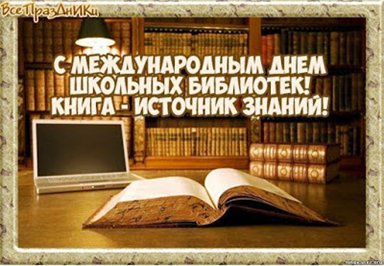 ВсеПраздНИКи
С МЕЖДУНАРОДНЫМ ДНЕМ
ШКОЛЬНЫХ БИБЛИОТЕК!
КНИГА - ИСТОЧНИК ЗНАНИЙ!